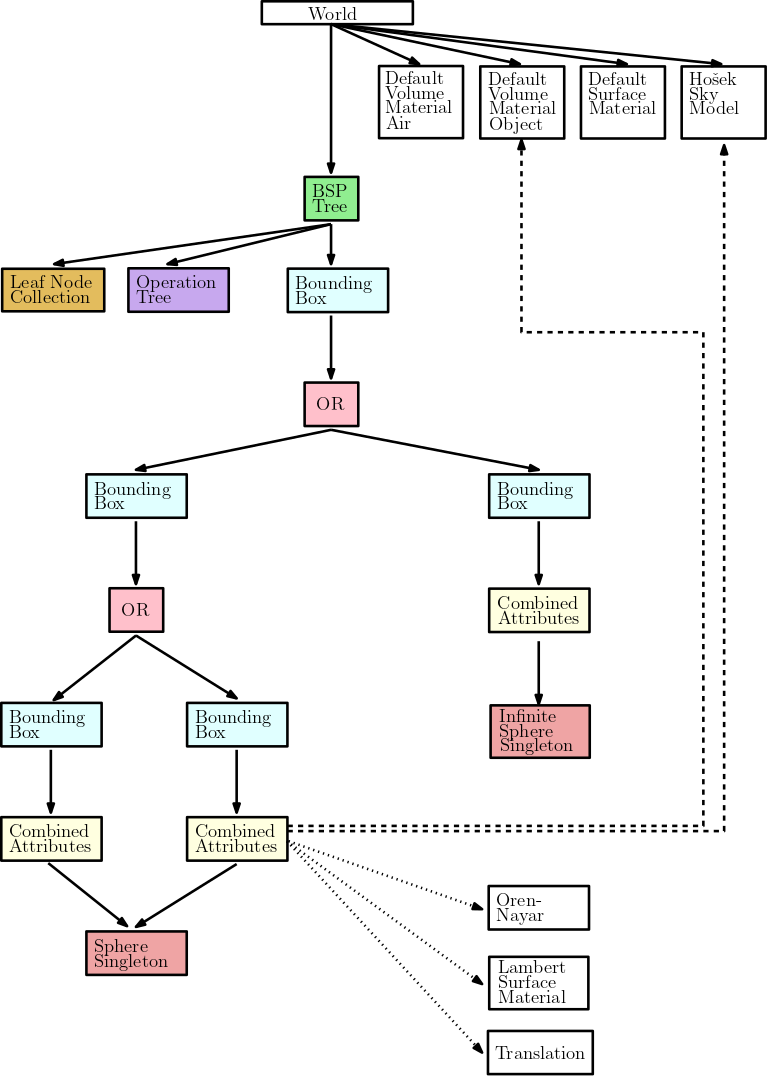 World
Default
Volume
Material
Air
Default
Volume
Material
Object
Default
Surface
Material
Hošek
Sky
Model
BSP
Tree
Leaf Node
Collection
Operation
Tree
Bounding
Box
OR
Bounding
Box
Bounding
Box
OR
Combined
Attributes
Bounding
Box
Bounding
Box
Infinite
Sphere
Singleton
Combined
Attributes
Combined
Attributes
Oren-
Nayar
Sphere
Singleton
Lambert
Surface
Material
Translation